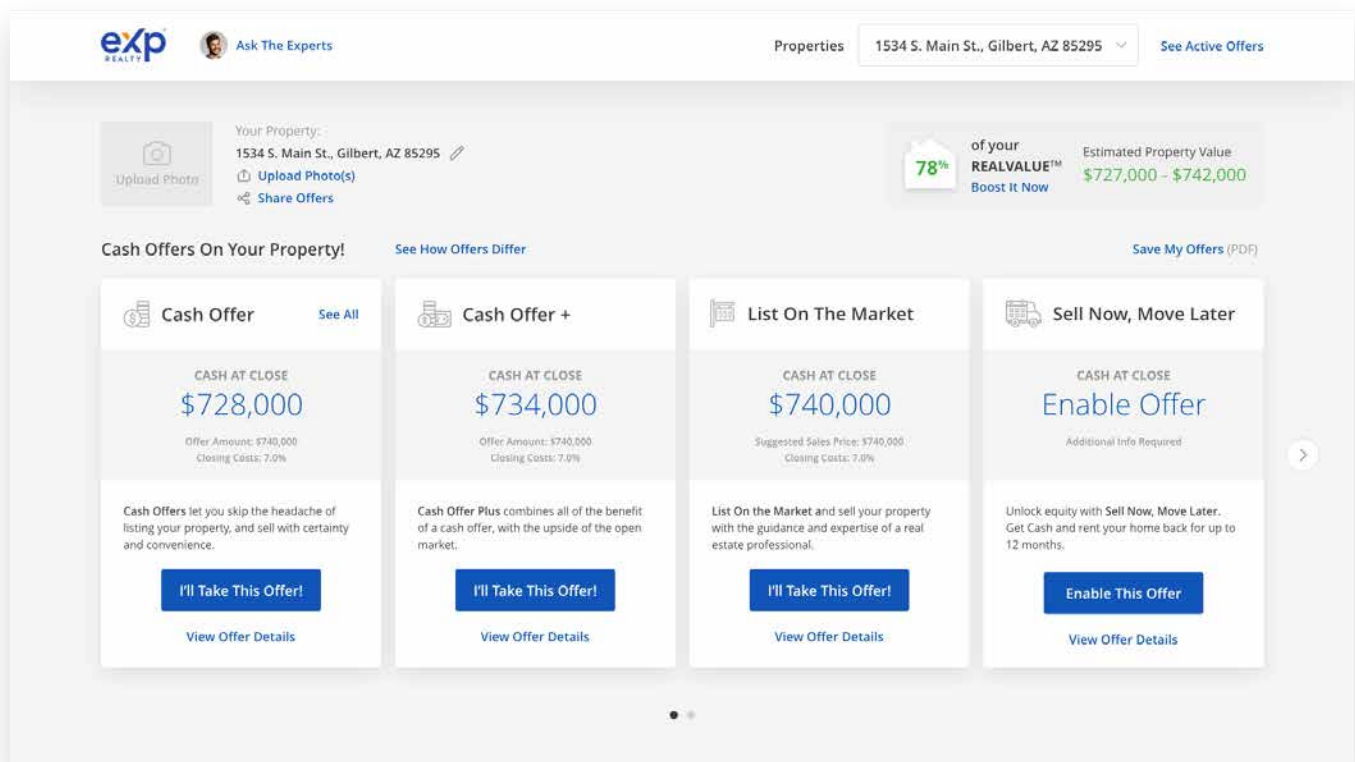 exp
REALTY
Ask The Experts
Properties
1534 S. Main St., Gilbert, AZ 85295
See Active Offers
Upload Photo
Your Property:
1534 S. Main St., Gilbert, AZ 85295
Upload Photo(s)
Share Offers
78%
of your
REALVALUE™
Boost It Now
Estimated Property Value
$727,000 - $742,000
Cash Offers On Your Property!
See How Offers Differ
Save My Offers (PDF)
Cash Offer
See All
CASH AT CLOSE
$728,000
Offer Amount: $740,000
Closing Costs: 7.0%
Cash Offers let you skip the headache of
listing your property, and sell with certainty
and convenience.
I'll Take This Offer!
View Offer Details
Cash Offer +
CASH AT CLOSE
$734,000
Offer Amount: $740,000
Closing Costs: 7.0%
Cash Offer Plus combines all of the benefit
of a cash offer, with the upside of the open
market.
I'll Take This Offer!
View Offer Details
List On The Market
CASH AT CLOSE
$740,000
Suggested Sales Price: $740,000
Closing Costs: 7.0%
List On the Market and sell your property
with the guidance and expertise of a real
estate professional.
I'll Take This Offer!
View Offer Details
Sell Now, Move Later
CASH AT CLOSE
Enable Offer
Additional Info Required
Unlock equity with Sell Now, Move Later.
Get Cash and rent your home back for up to
12 months.
Enable This Offer
View Offer Details